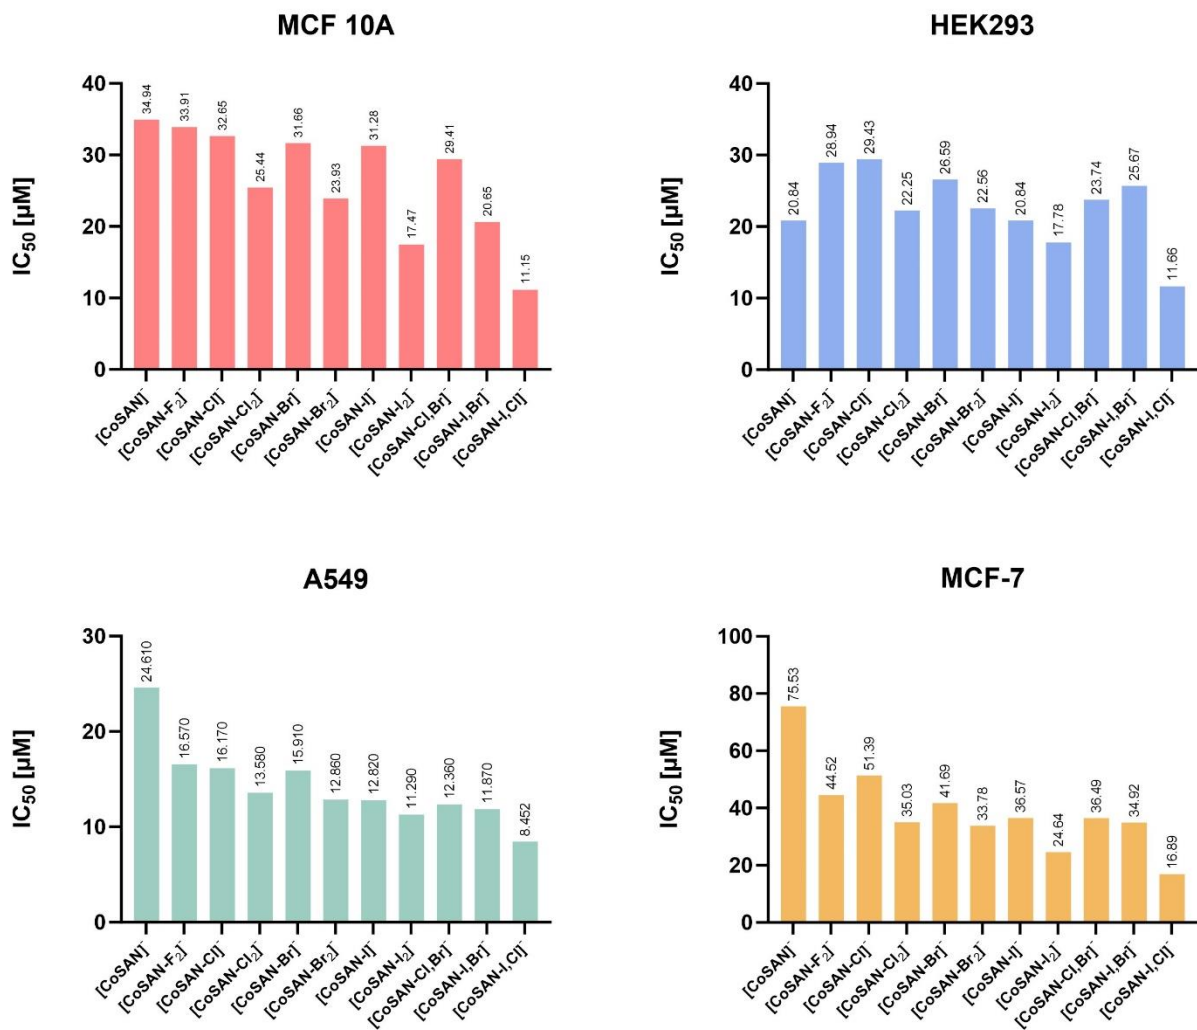 MCF 10A
IC₅₀ [µM]
40
30
20
10
0
34.94
33.91
32.65
25.44
31.66
23.93
31.28
17.47
29.41
20.65
11.15
[CoSAN]⁻
[CoSAN-F₂]⁻
[CoSAN-Cl]⁻
[CoSAN-Cl₂]⁻
[CoSAN-Br]⁻
[CoSAN-Br₂]⁻
[CoSAN-I]⁻
[CoSAN-I₂]⁻
[CoSAN-Cl,Br]⁻
[CoSAN-I,Br]⁻
[CoSAN-I,Cl]⁻
HEK293
IC₅₀ [µM]
40
30
20
10
0
20.84
28.94
29.43
22.25
26.59
22.56
20.84
17.78
23.74
25.67
11.66
[CoSAN]⁻
[CoSAN-F₂]⁻
[CoSAN-Cl]⁻
[CoSAN-Cl₂]⁻
[CoSAN-Br]⁻
[CoSAN-Br₂]⁻
[CoSAN-I]⁻
[CoSAN-I₂]⁻
[CoSAN-Cl,Br]⁻
[CoSAN-I,Br]⁻
[CoSAN-I,Cl]⁻
A549
IC₅₀ [µM]
30
20
10
0
24.610
16.570
16.170
13.580
15.910
12.860
12.820
11.290
12.360
11.870
8.452
[CoSAN]⁻
[CoSAN-F₂]⁻
[CoSAN-Cl]⁻
[CoSAN-Cl₂]⁻
[CoSAN-Br]⁻
[CoSAN-Br₂]⁻
[CoSAN-I]⁻
[CoSAN-I₂]⁻
[CoSAN-Cl,Br]⁻
[CoSAN-I,Br]⁻
[CoSAN-I,Cl]⁻
MCF-7
IC₅₀ [µM]
100
80
60
40
20
0
75.53
44.52
51.39
35.03
41.69
33.78
36.57
24.64
36.49
34.92
16.89
[CoSAN]⁻
[CoSAN-F₂]⁻
[CoSAN-Cl]⁻
[CoSAN-Cl₂]⁻
[CoSAN-Br]⁻
[CoSAN-Br₂]⁻
[CoSAN-I]⁻
[CoSAN-I₂]⁻
[CoSAN-Cl,Br]⁻
[CoSAN-I,Br]⁻
[CoSAN-I,Cl]⁻